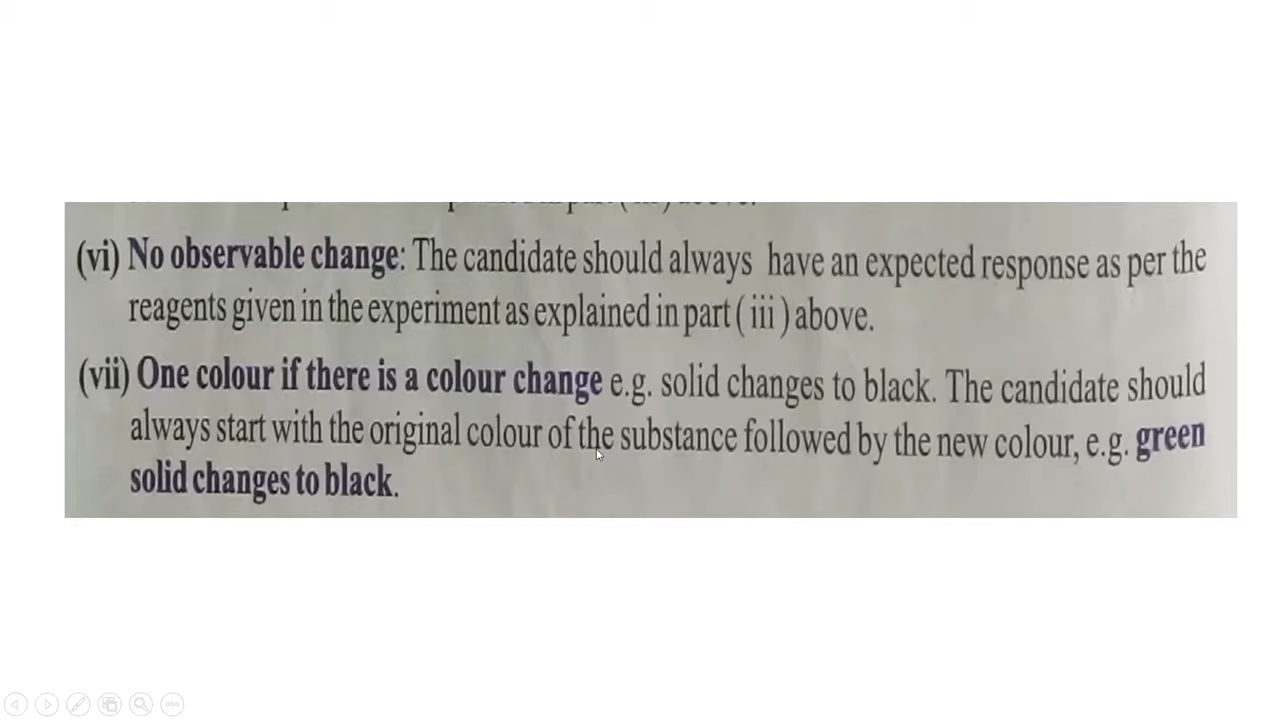 (vi) No observable change: The candidate should always have an expected response as per the
reagents given in the experiment as explained in part ( iii ) above.
(vii) One colour if there is a colour change e.g. solid changes to black. The candidate should
always start with the original colour of the substance followed by the new colour, e.g. green
solid changes to black.